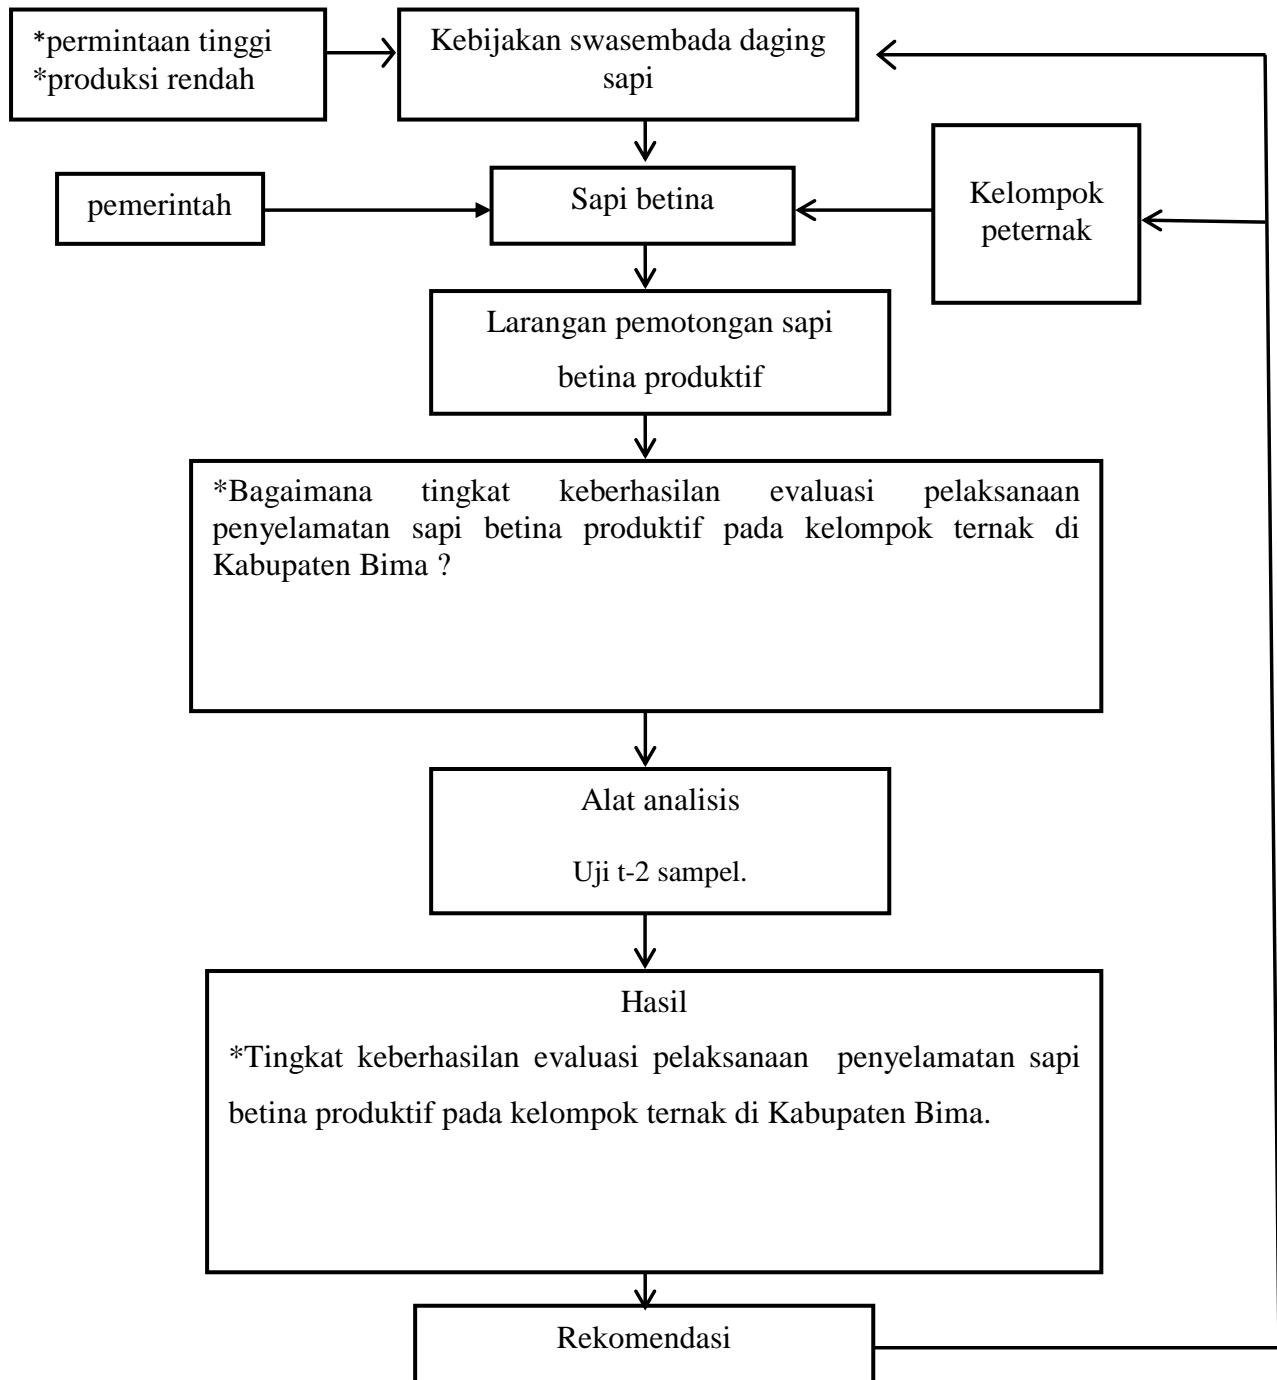 *permintaan tinggi
*produksi rendah
Kebijakan swasembada daging
sapi
pemerintah
Sapi betina
Kelompok
peternak
Larangan pemotongan sapi
betina produktif
*Bagaimana tingkat keberhasilan evaluasi pelaksanaan
penyelamatan sapi betina produktif pada kelompok ternak di
Kabupaten Bima ?
Alat analisis
Uji t-2 sampel.
Hasil
*Tingkat keberhasilan evaluasi pelaksanaan penyelamatan sapi
betina produktif pada kelompok ternak di Kabupaten Bima.
Rekomendasi